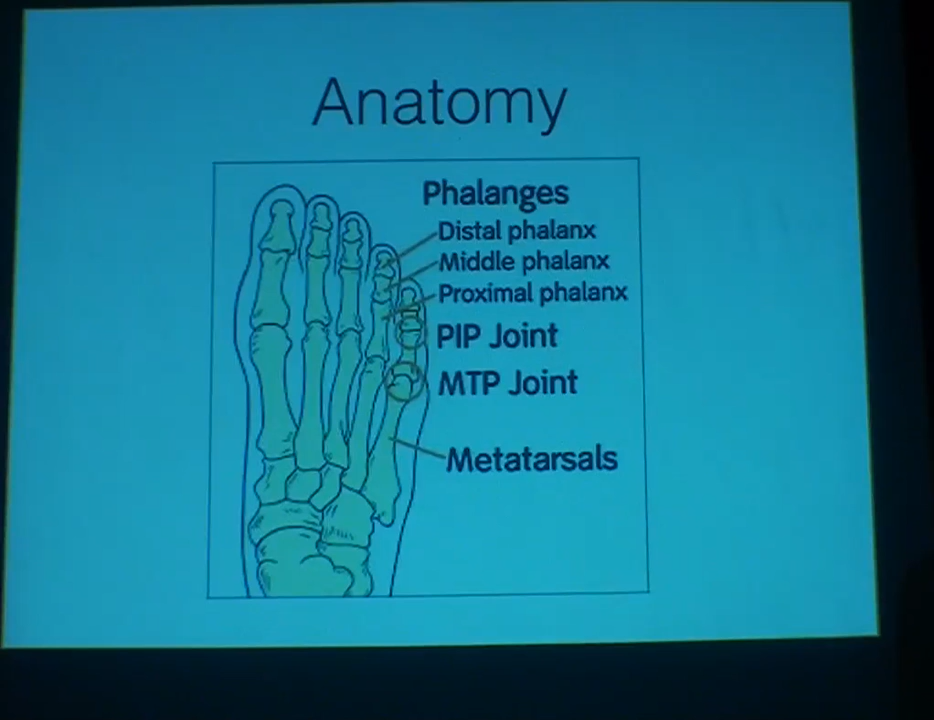 Anatomy
Phalanges
Distal phalanx
Middle phalanx
Proximal phalanx
PIP Joint
MTP Joint
Metatarsals